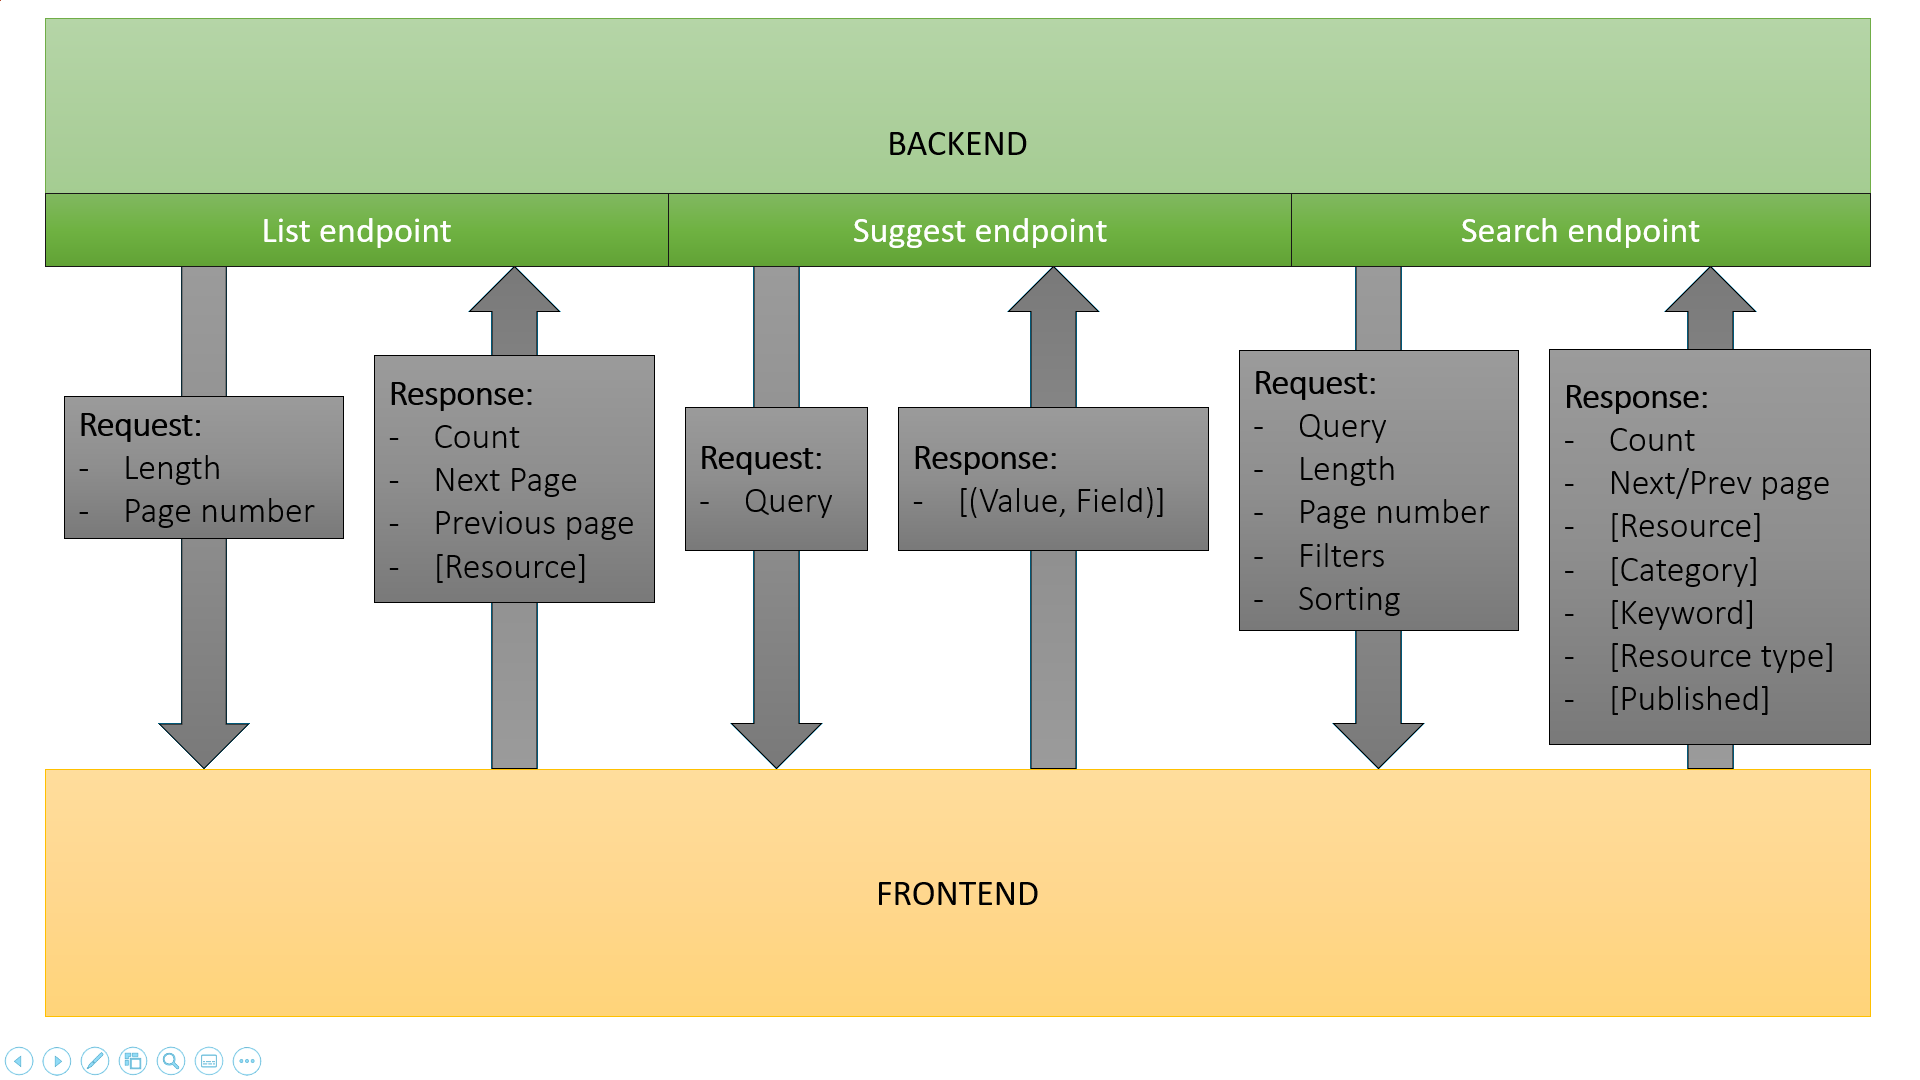 BACKEND
List endpoint
Suggest endpoint
Search endpoint
Request:
- Length
- Page number
Response:
- Count
- Next Page
- Previous page
- [Resource]
Request:
- Query
Response:
- [(Value, Field)]
Request:
- Query
- Length
- Page number
- Filters
- Sorting
Response:
- Count
- Next/Prev page
- [Resource]
- [Category]
- [Keyword]
- [Resource type]
- [Published]
FRONTEND